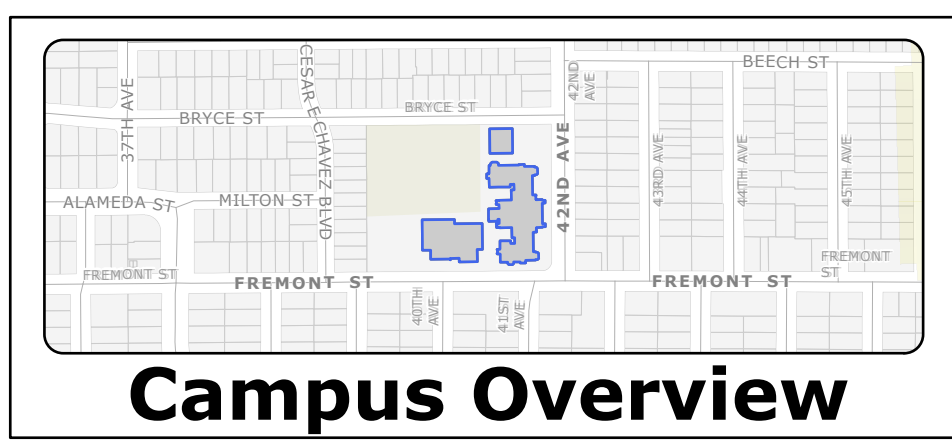 BEECH ST
42ND
AVE
CESAR E CHAVEZ BLVD
37TH AVE
BRYCE ST
BRYCE ST
42ND AVE
43RD AVE
44TH AVE
45TH AVE
ALAMEDA ST
MILTON ST
FREMONT
ST
FREMONT ST
FREMONT ST
FREMONT ST
40TH
AVE
41ST
AVE
Campus Overview